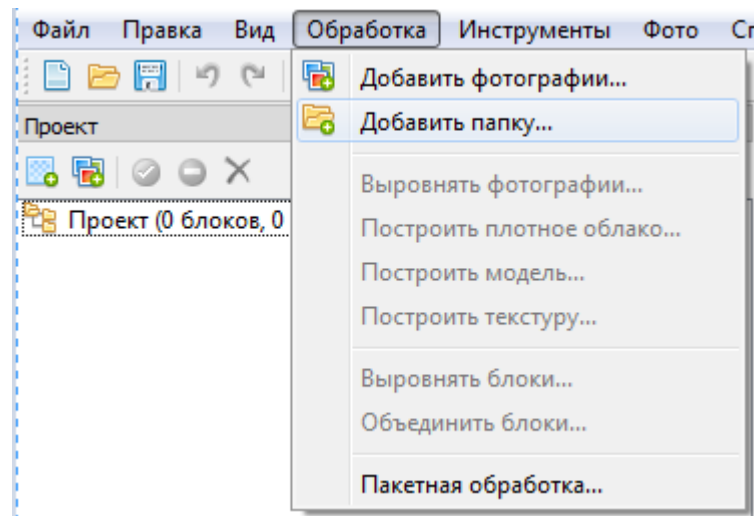 Файл Правка Вид Обработка Инструменты Фото
Проект
Проект (0 блоков, 0
Добавить фотографии...
Добавить папку...
Выровнять фотографии...
Построить плотное облако...
Построить модель...
Построить текстуру...
Выровнять блоки...
Объединить блоки...
Пакетная обработка...